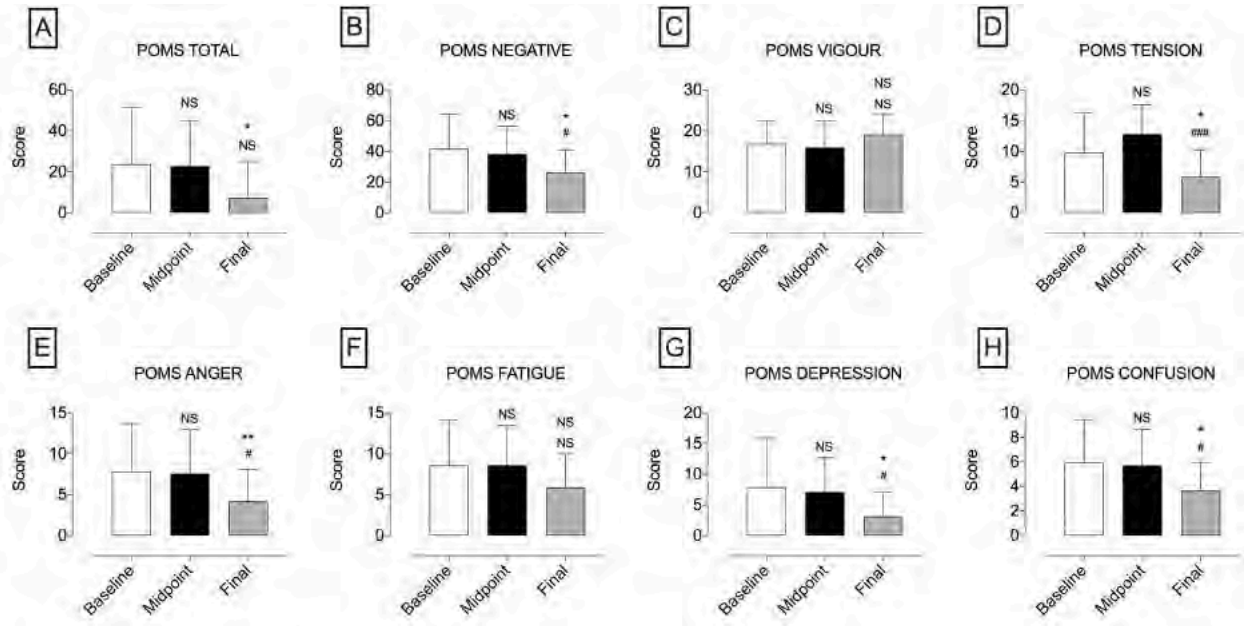 A
POMS TOTAL
Score
60
40
20
0
NS
*
NS
Baseline
Midpoint
Final
B
POMS NEGATIVE
Score
80
60
40
20
0
NS
*
#
Baseline
Midpoint
Final
C
POMS VIGOUR
Score
30
20
10
0
NS
NS
NS
Baseline
Midpoint
Final
D
POMS TENSION
Score
20
15
10
5
0
NS
*
###
Baseline
Midpoint
Final
E
POMS ANGER
Score
15
10
5
0
NS
**
#
Baseline
Midpoint
Final
F
POMS FATIGUE
Score
15
10
5
0
NS
NS
NS
Baseline
Midpoint
Final
G
POMS DEPRESSION
Score
20
15
10
5
0
NS
*
#
Baseline
Midpoint
Final
H
POMS CONFUSION
Score
10
8
6
4
2
0
NS
*
#
Baseline
Midpoint
Final